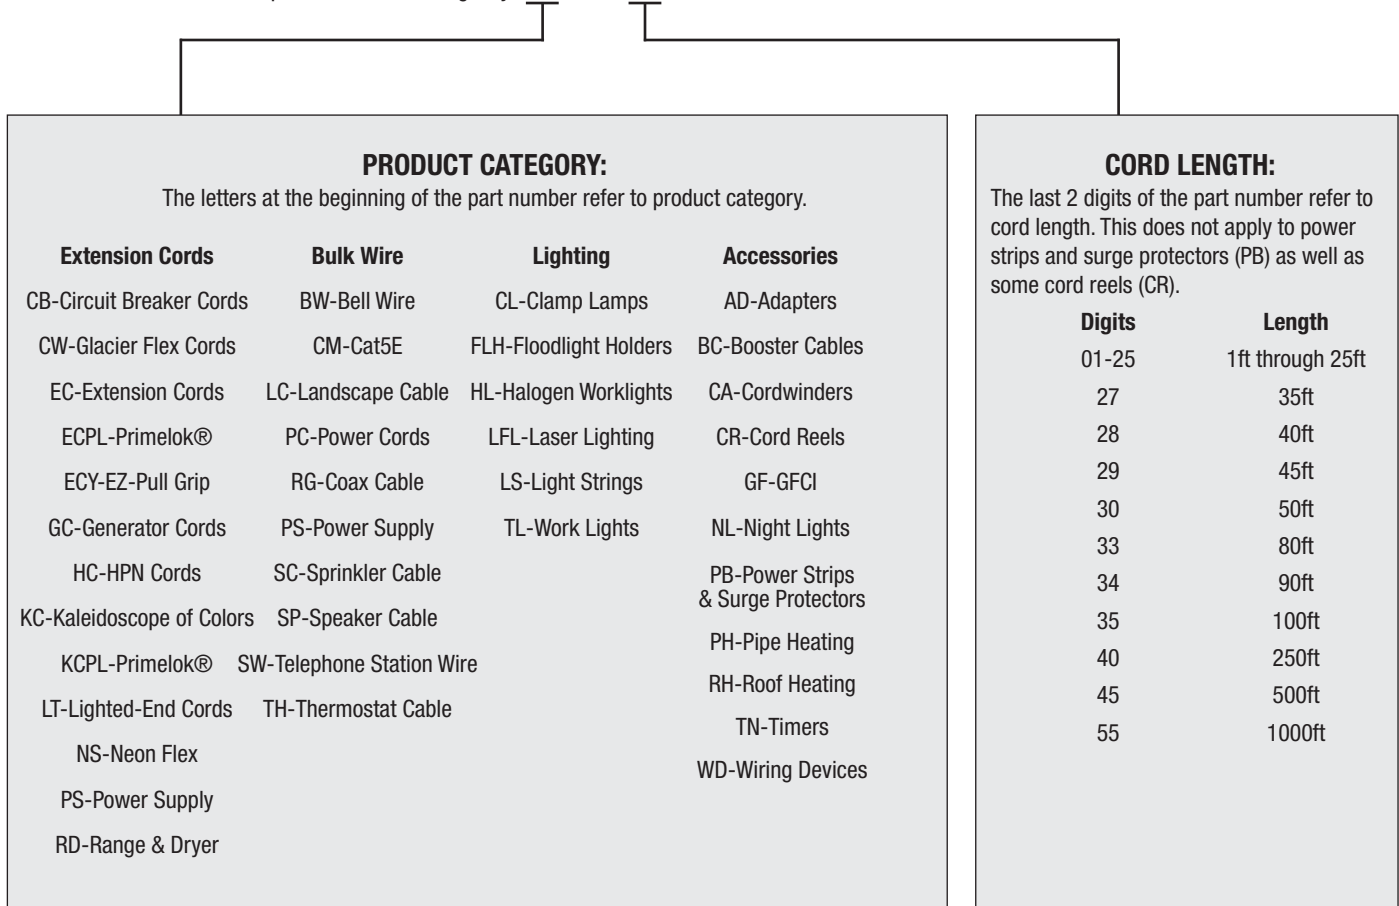 PRODUCT CATEGORY:
The letters at the beginning of the part number refer to product category.
Extension Cords
CB-Circuit Breaker Cords
CW-Glacier Flex Cords
EC-Extension Cords
ECPL-Primelok®
ECY-EZ-Pull Grip
GC-Generator Cords
HC-HPN Cords
KC-Kaleidoscope of Colors
KCPL-Primelok®
LT-Lighted-End Cords
NS-Neon Flex
PS-Power Supply
RD-Range & Dryer
Bulk Wire
BW-Bell Wire
CM-Cat5E
LC-Landscape Cable
PC-Power Cords
RG-Coax Cable
PS-Power Supply
SC-Sprinkler Cable
SP-Speaker Cable
SW-Telephone Station Wire
TH-Thermostat Cable
Lighting
CL-Clamp Lamps
FLH-Floodlight Holders
HL-Halogen Worklights
LFL-Laser Lighting
LS-Light Strings
TL-Work Lights
Accessories
AD-Adapters
BC-Booster Cables
CA-Cordwinders
CR-Cord Reels
GF-GFCI
NL-Night Lights
PB-Power Strips
& Surge Protectors
PH-Pipe Heating
RH-Roof Heating
TN-Timers
WD-Wiring Devices
CORD LENGTH:
The last 2 digits of the part number refer to
cord length. This does not apply to power
strips and surge protectors (PB) as well as
some cord reels (CR).
Digits Length
01-25 1ft through 25ft
27 35ft
28 40ft
29 45ft
30 50ft
33 80ft
34 90ft
35 100ft
40 250ft
45 500ft
55 1000ft